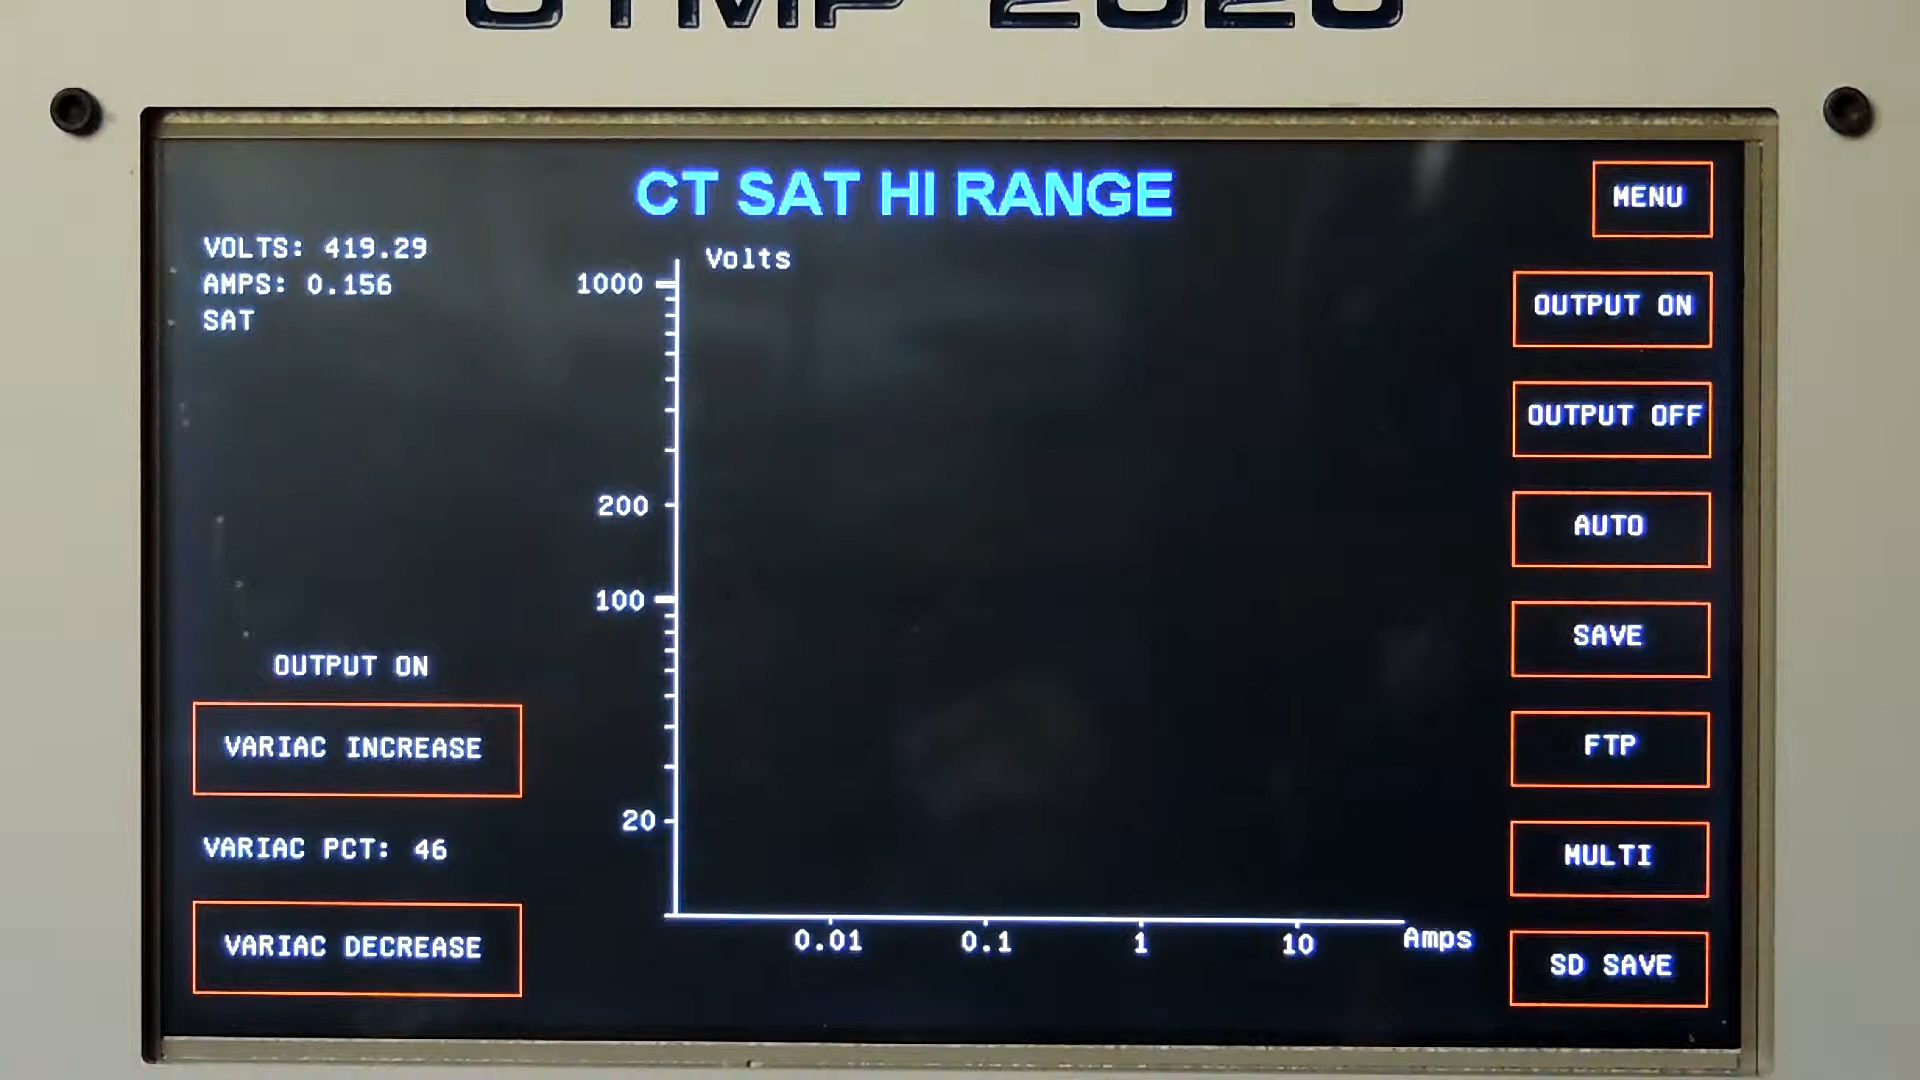 2020
CT SAT HI RANGE
MENU
VOLTS: 419.29
AMPS: 0.156
SAT
Volts
1000
200
100
20
0.01 0.1 1 10 Amps
OUTPUT ON
VARIAC INCREASE
VARIAC PCT: 46
VARIAC DECREASE
OUTPUT ON
OUTPUT OFF
AUTO
SAVE
FTP
MULTI
SD SAVE